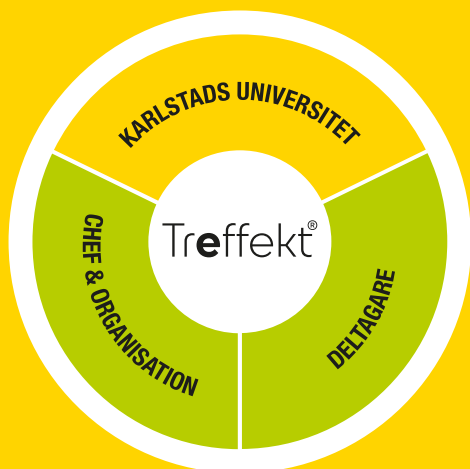 KARLSTADS UNIVERSITET
Treffekt®
CHEF & ORGANISATION
DELTAGARE